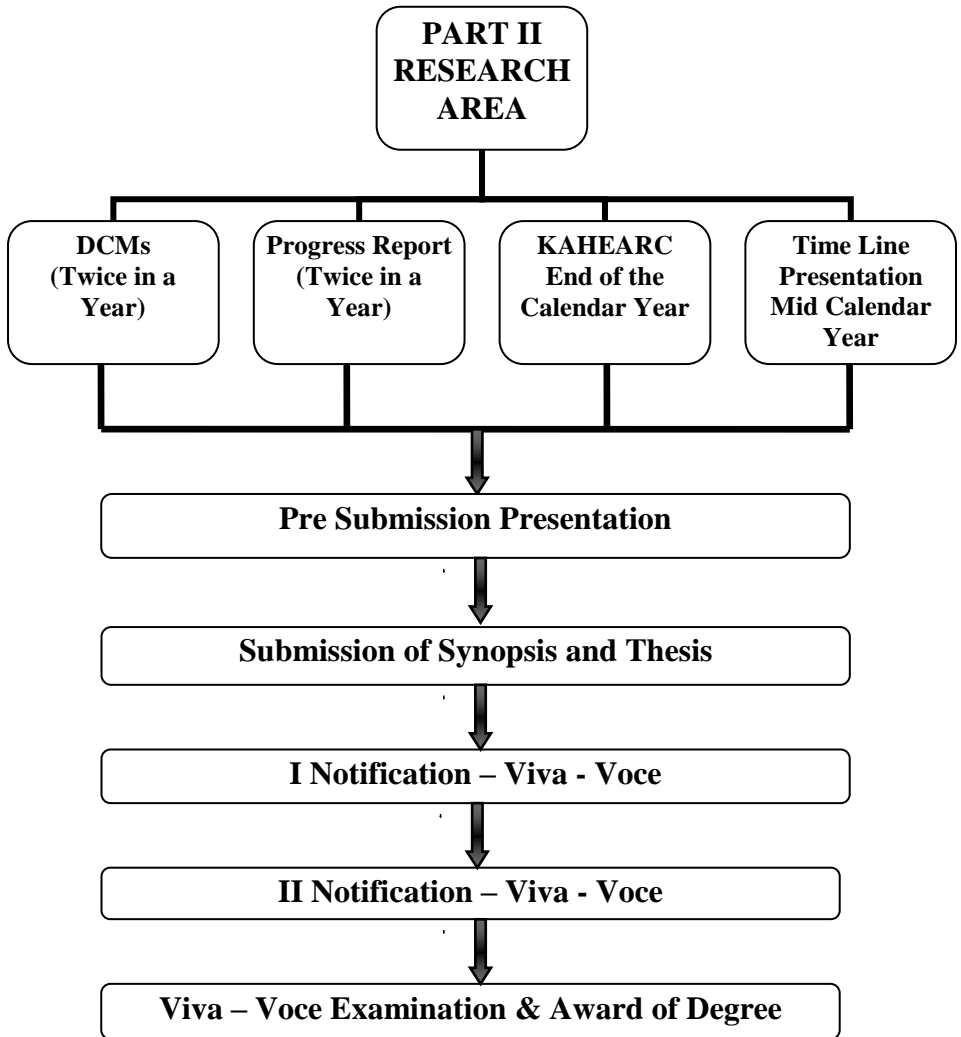 PART II
RESEARCH
AREA
DCMs
(Twice in a
Year)
Progress Report
(Twice in a
Year)
KAHEARC
End of the
Calendar Year
Time Line
Presentation
Mid Calendar
Year
Pre Submission Presentation
Submission of Synopsis and Thesis
I Notification – Viva - Voce
II Notification – Viva - Voce
Viva – Voce Examination & Award of Degree